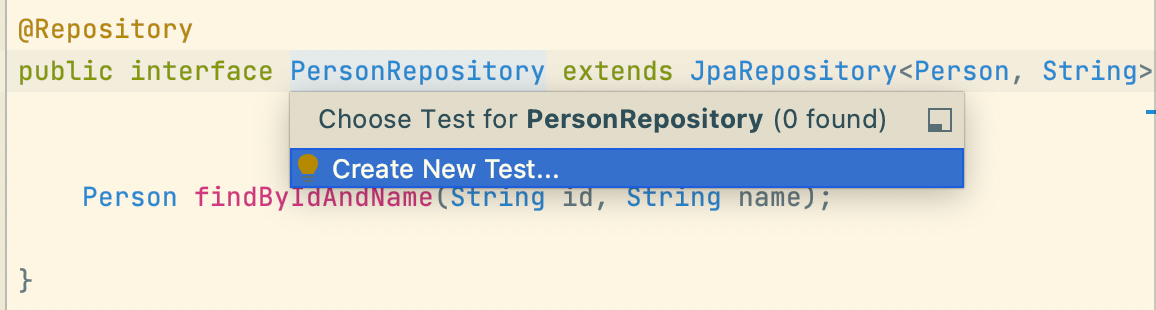 @Repository
public interface PersonRepository extends JpaRepository<Person, String>
Choose Test for PersonRepository (0 found)
Create New Test...
Person findByIdAndName(String id, String name);
}